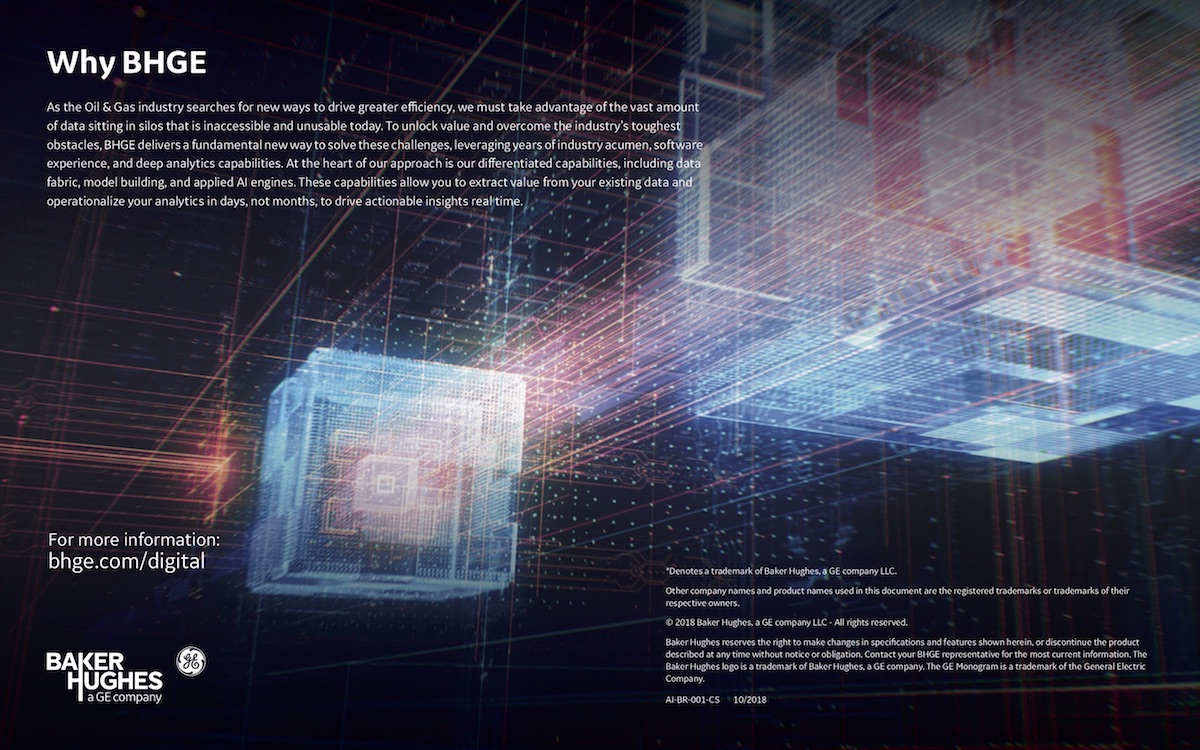 Why BHGE
As the Oil & Gas industry searches for new ways to drive greater efficiency, we must take advantage of the vast amount
of data sitting in silos that is inaccessible and unusable today. To unlock value and overcome the industry's toughest
obstacles, BHGE delivers a fundamental new way to solve these challenges, leveraging years of industry acumen, software
experience, and deep analytics capabilities. At the heart of our approach is our differentiated capabilities, including data
fabric, model building, and applied AI engines. These capabilities allow you to extract value from your existing data and
operationalize your analytics in days, not months, to drive actionable insights real time.
For more information:
bhge.com/digital
BAKER
HUGHES
a GE company
GE
*Denotes a trademark of Baker Hughes, a GE company LLC.
Other company names and product names used in this document are the registered trademarks or trademarks of their
respective owners.
© 2018 Baker Hughes, a GE company LLC - All rights reserved.
Baker Hughes reserves the right to make changes in specifications and features shown herein, or discontinue the product
described at any time without notice or obligation. Contact your BHGE representative for the most current information. The
Baker Hughes logo is a trademark of Baker Hughes, a GE company. The GE Monogram is a trademark of the General Electric
Company.
AI-BR-001-CS 10/2018